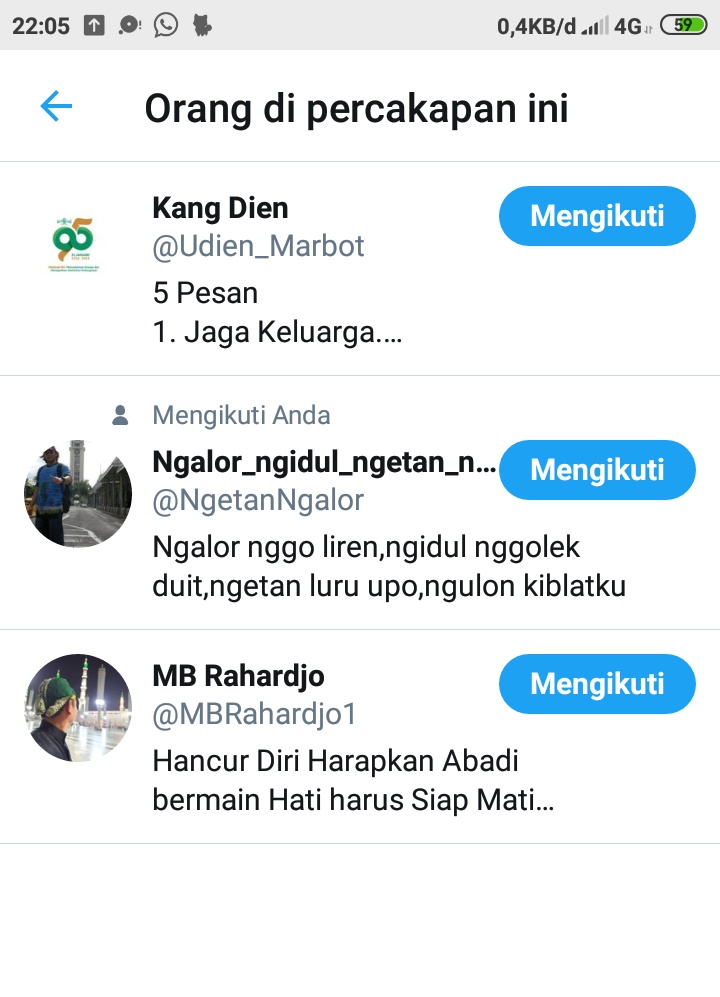 22:05
0,4KB/d 4G 59
Orang di percakapan ini
Kang Dien
Mengikuti
@Udien_Marbot
5 Pesan
1. Jaga Keluarga....
95
Mengikuti Anda
Ngalor_ngidul_ngetan_n...
Mengikuti
@NgetanNgalor
Ngalor nggo liren,ngidul nggolek
duit,ngetan luru upo,ngulon kiblatku
MB Rahardjo
Mengikuti
@MBRahardjo1
Hancur Diri Harapkan Abadi
bermain Hati harus Siap Mati...